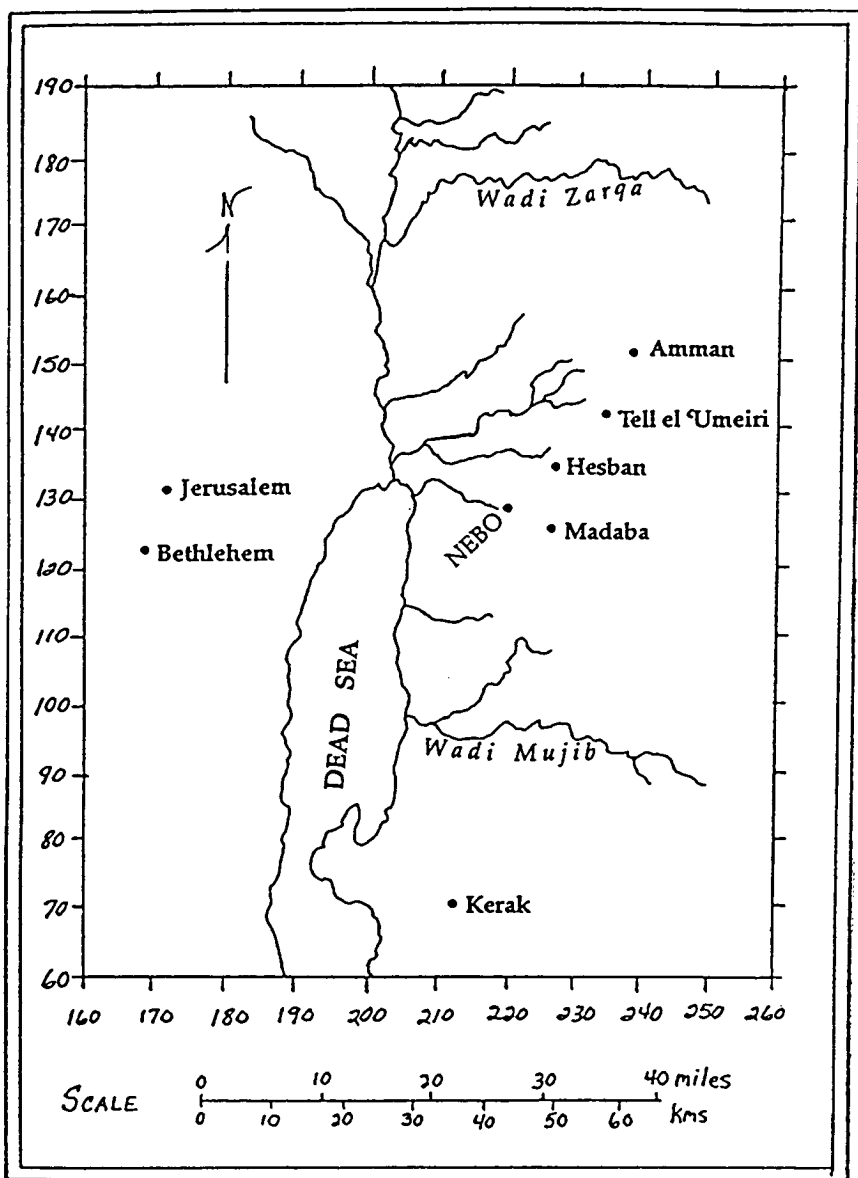 190
180
170
160
150
140
130
120
110
100
90
80
70
60
N
Wadi Zarqa
Amman
Tell el ʿUmeiri
Hesban
Jerusalem
NEBO
Madaba
Bethlehem
DEAD SEA
Wadi Mujib
Kerak
160 170 180 190 200 210 220 230 240 250 260
0 10 20 30 40 miles
SCALE
0 10 20 30 40 50 60 kms